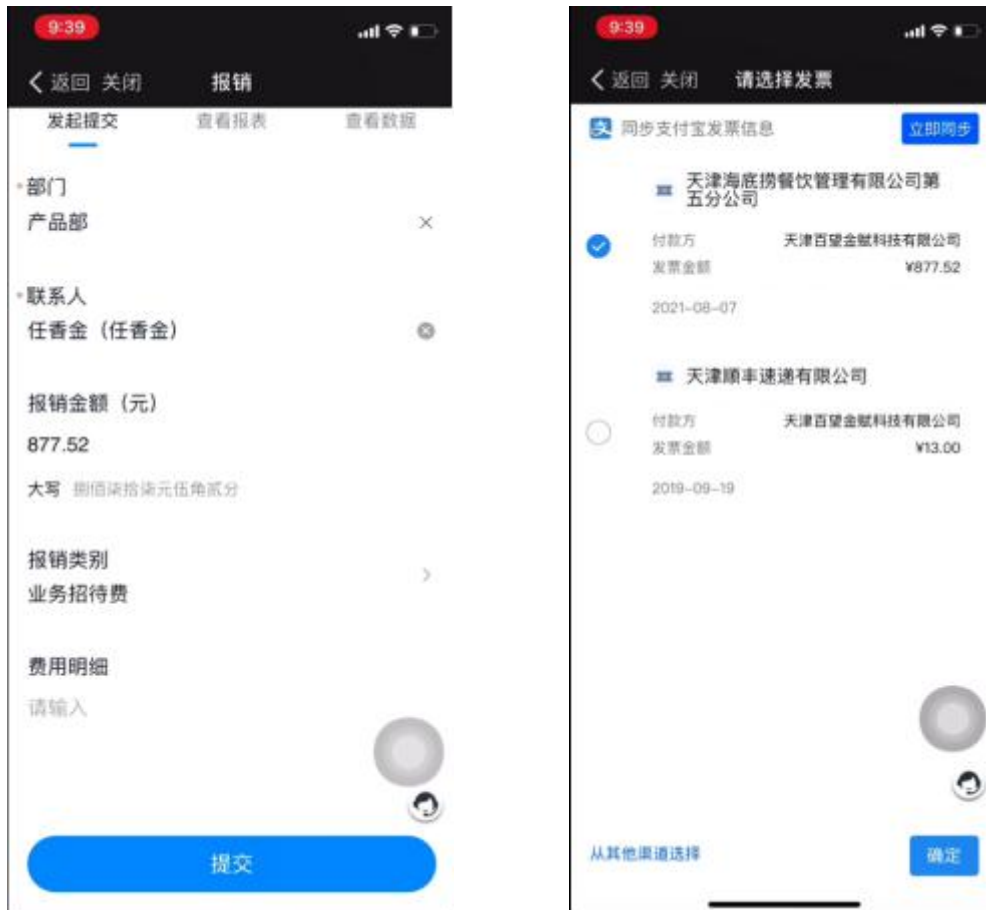 9:39
返回 关闭 报销
发起提交 查看报表 查看数据
*部门
产品部
*联系人
任香金（任香金）
报销金额（元）
877.52
大写 捌佰柒拾柒元伍角贰分
报销类别
业务招待费
费用明细
请输入
提交
9:39
返回 关闭 请选择发票
支 同步支付宝发票信息 立即同步
天津海底捞餐饮管理有限公司第
五分公司
付款方 天津百望金赋科技有限公司
发票金额 ¥877.52
2021-08-07
天津顺丰速递有限公司
付款方 天津百望金赋科技有限公司
发票金额 ¥13.00
2019-09-19
从其他渠道选择 确定